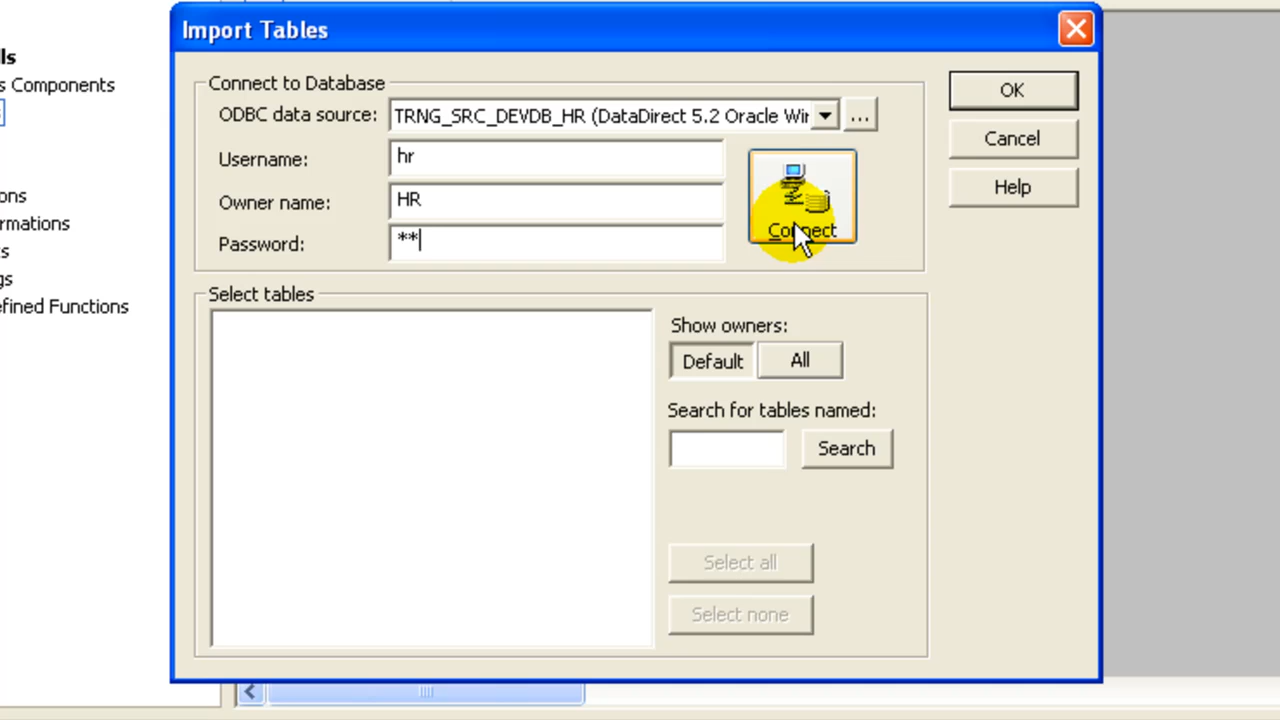 Import Tables
ls
s Components
ons
rmations
s
gs
efined Functions
Connect to Database
ODBC data source:
TRNG_SRC_DEVDB_HR (DataDirect 5.2 Oracle Wir
...
Username:
hr
Owner name:
HR
Password:
**
Connect
OK
Cancel
Help
Select tables
Show owners:
Default
All
Search for tables named:
Search
Select all
Select none